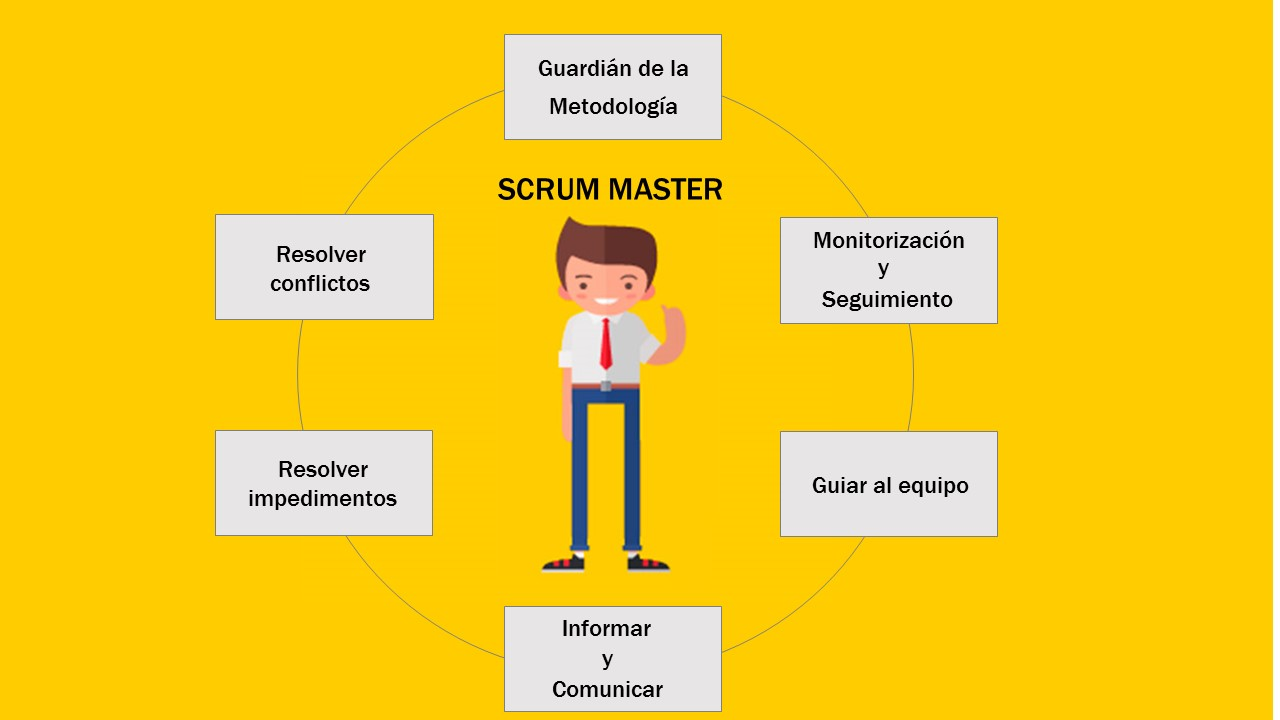 Guardián de la
Metodología
SCRUM MASTER
Resolver
conflictos
Monitorización
y
Seguimiento
Resolver
impedimentos
Guiar al equipo
Informar
y
Comunicar